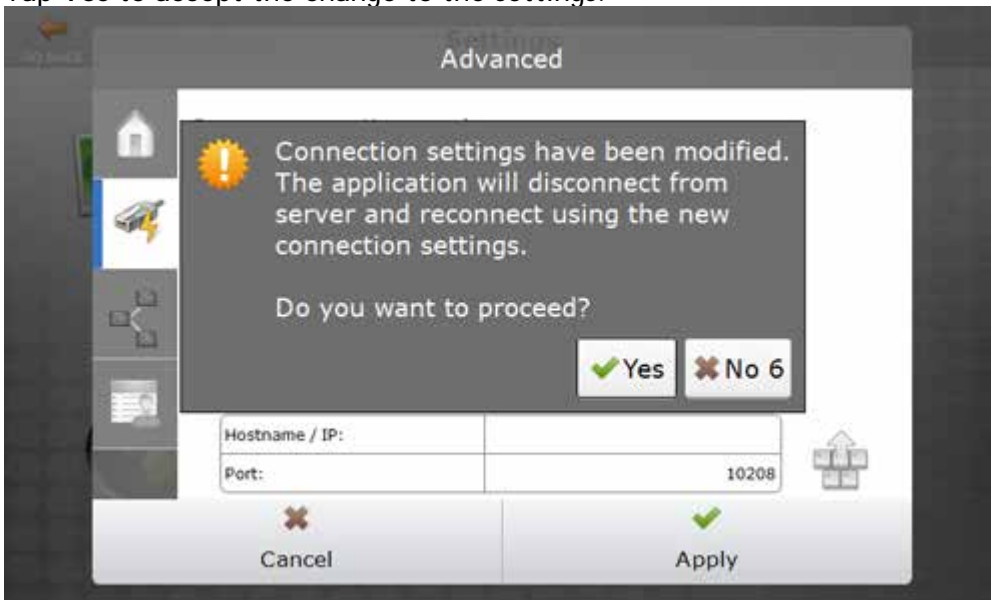 Tap Yes to accept the change to the settings.
Settings
Advanced
Connection settings have been modified.
The application will disconnect from
server and reconnect using the new
connection settings.
Do you want to proceed?
Yes
No 6
Hostname / IP:
Port:
10208
Cancel
Apply